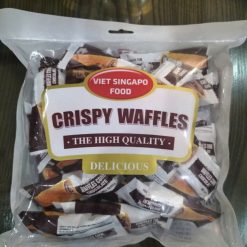 VIET SINGAPO
FOOD
CRISPY WAFFLES
· THE HIGH QUALITY ·
DELICIOUS